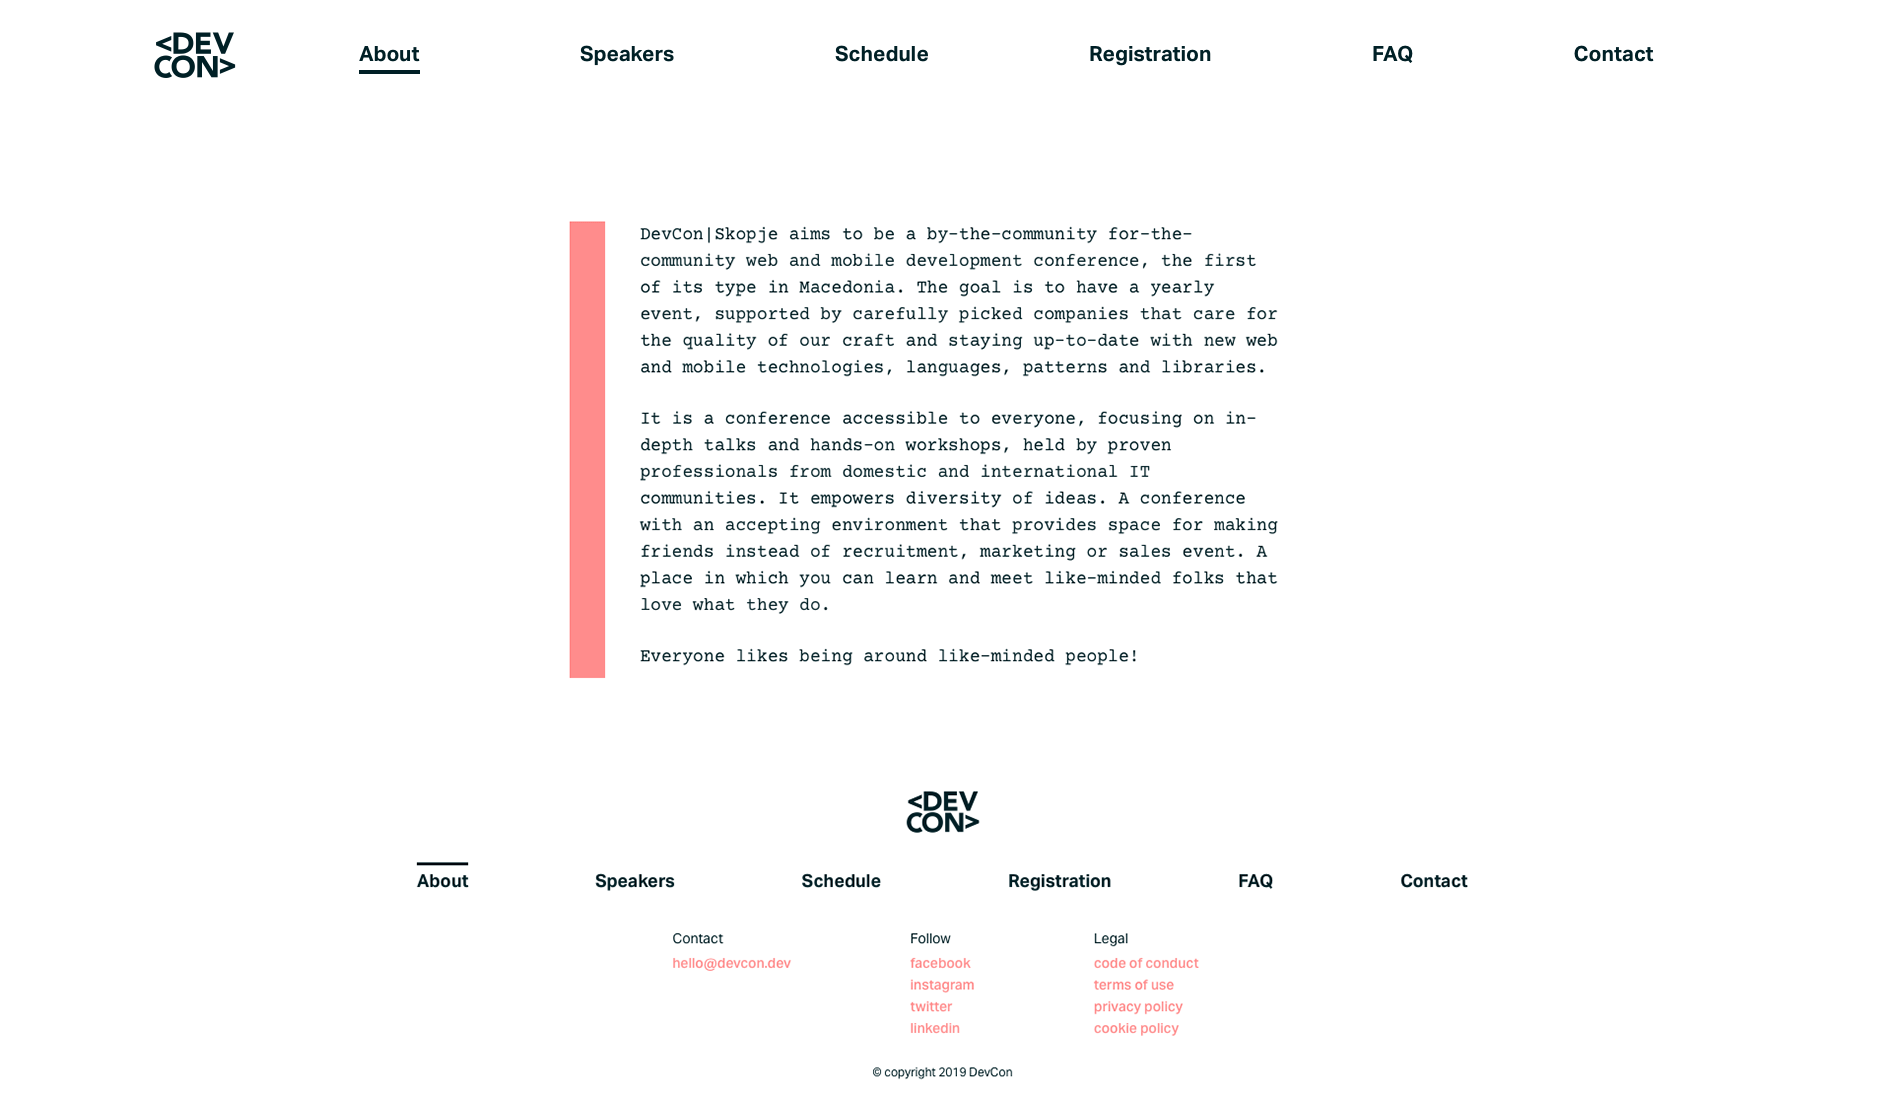 <DEV
CON>
About
Speakers
Schedule
Registration
FAQ
Contact
DevCon|Skopje aims to be a by-the-community for-the-
community web and mobile development conference, the first
of its type in Macedonia. The goal is to have a yearly
event, supported by carefully picked companies that care for
the quality of our craft and staying up-to-date with new web
and mobile technologies, languages, patterns and libraries.
It is a conference accessible to everyone, focusing on in-
depth talks and hands-on workshops, held by proven
professionals from domestic and international IT
communities. It empowers diversity of ideas. A conference
with an accepting environment that provides space for making
friends instead of recruitment, marketing or sales event. A
place in which you can learn and meet like-minded folks that
love what they do.
Everyone likes being around like-minded people!
<DEV
CON>
About
Speakers
Schedule
Registration
FAQ
Contact
Contact
hello@devcon.dev
Follow
facebook
instagram
twitter
linkedin
Legal
code of conduct
terms of use
privacy policy
cookie policy
© copyright 2019 DevCon